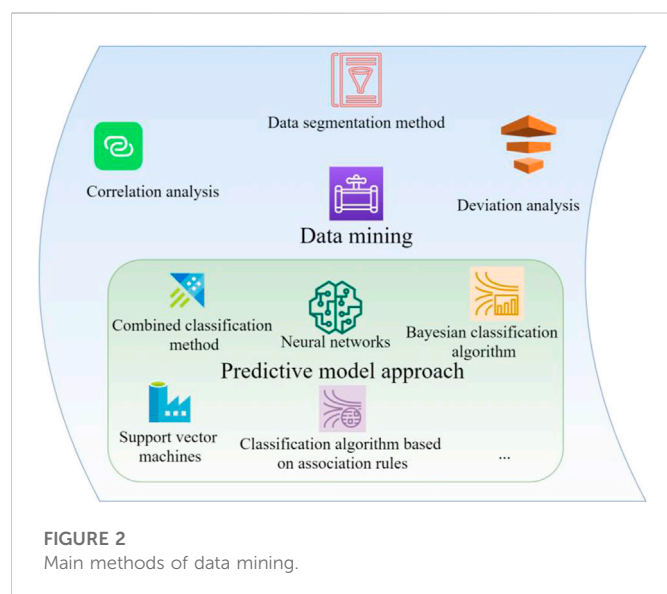 Data segmentation method
Correlation analysis
Deviation analysis
Data mining
Combined classification
method
Neural networks
Bayesian classification
algorithm
Predictive model approach
Support vector
machines
Classification algorithm based
on association rules
...
FIGURE 2
Main methods of data mining.